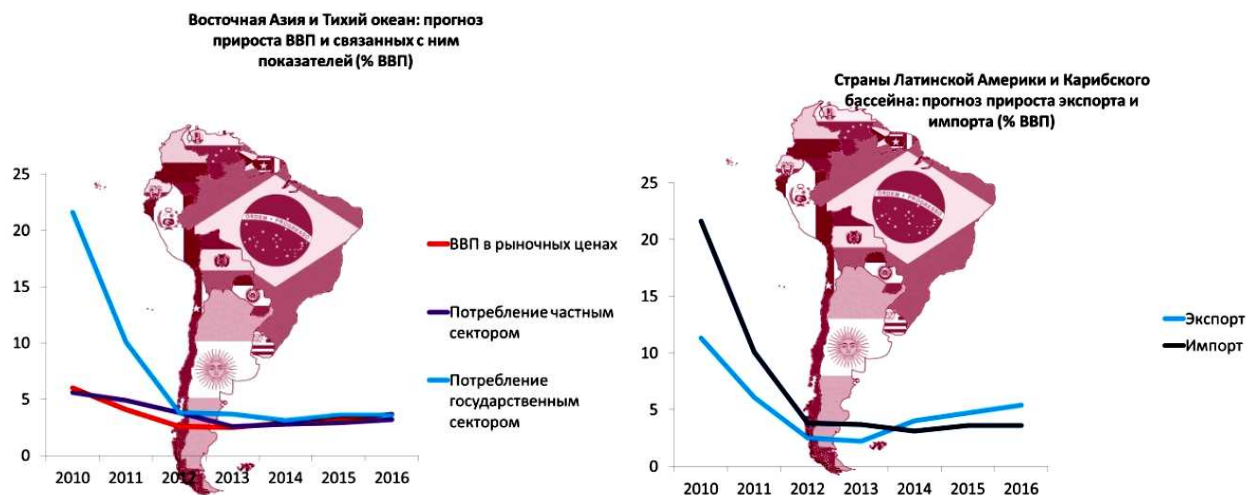 Восточная Азия и Тихий океан: прогноз
прироста ВВП и связанных с ним
показателей (% ВВП)
25
20
15
10
5
0
2010 2011 2012 2013 2014 2015 2016
ВВП в рыночных ценах
Потребление частным
сектором
Потребление
государственным
сектором
Страны Латинской Америки и Карибского
бассейна: прогноз прироста экспорта и
импорта (% ВВП)
25
20
15
10
5
0
2010 2011 2012 2013 2014 2015 2016
Экспорт
Импорт